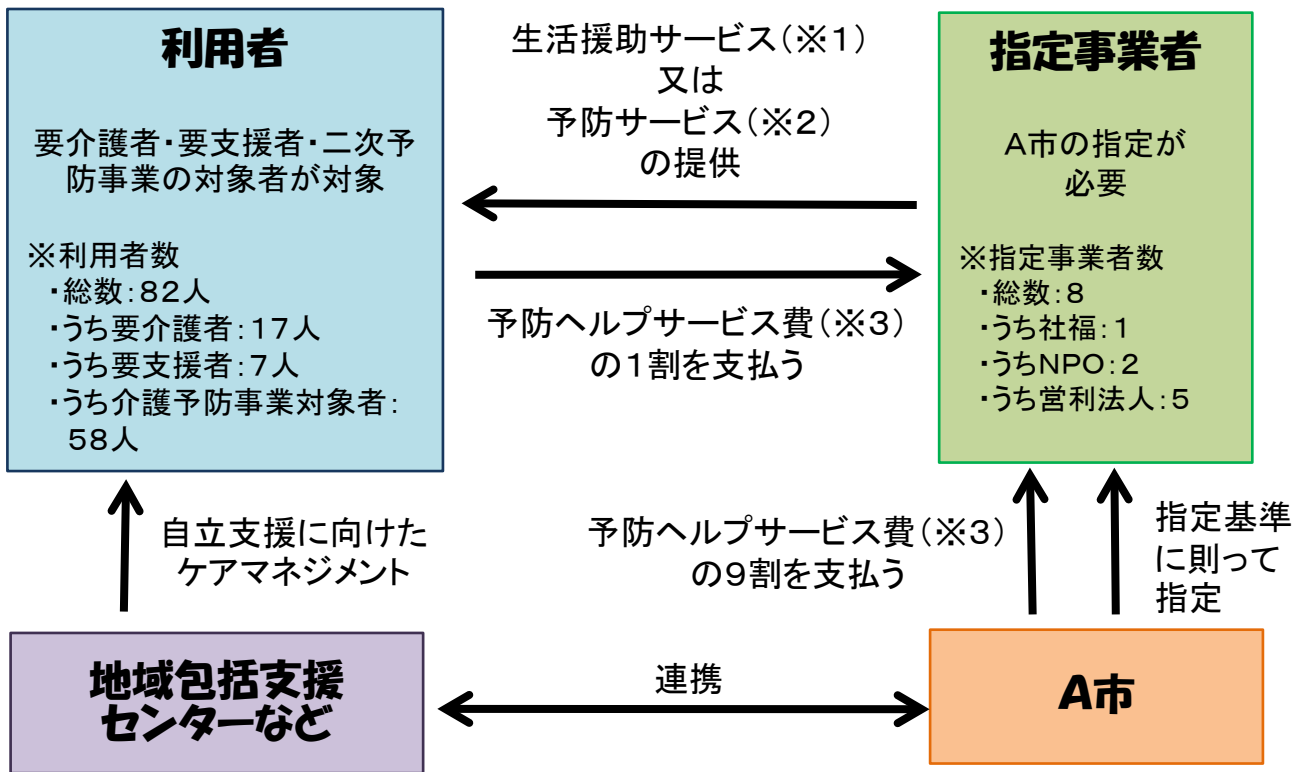 利用者
要介護者・要支援者・二次予
防事業の対象者が対象
※利用者数
・総数：８２人
・うち要介護者：１７人
・うち要支援者：７人
・うち介護予防事業対象者：
５８人
生活援助サービス（※１）
又は
予防サービス（※２）
の提供
予防ヘルプサービス費（※３）
の１割を支払う
指定事業者
A市の指定が
必要
※指定事業者数
・総数：８
・うち社福：１
・うちNPO：２
・うち営利法人：５
自立支援に向けた
ケアマネジメント
予防ヘルプサービス費（※３）
の９割を支払う
指定基準
に則って
指定
地域包括支援
センターなど
連携
A市